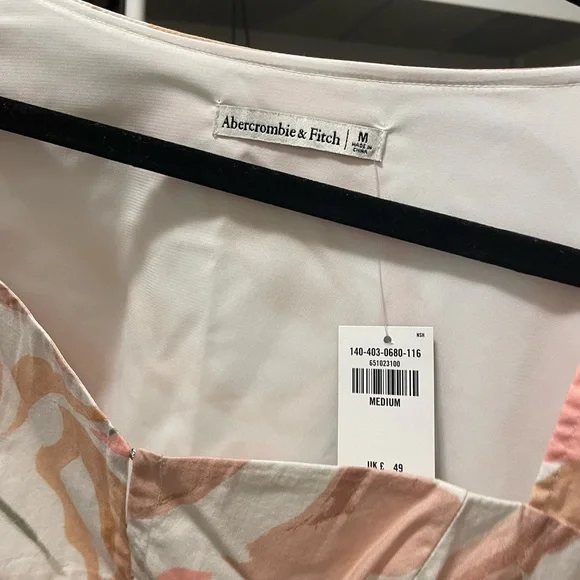 Abercrombie & Fitch | M
MADE IN
CHINA
NSH
140-403-0680-116
651023100
MEDIUM
UK £ 49